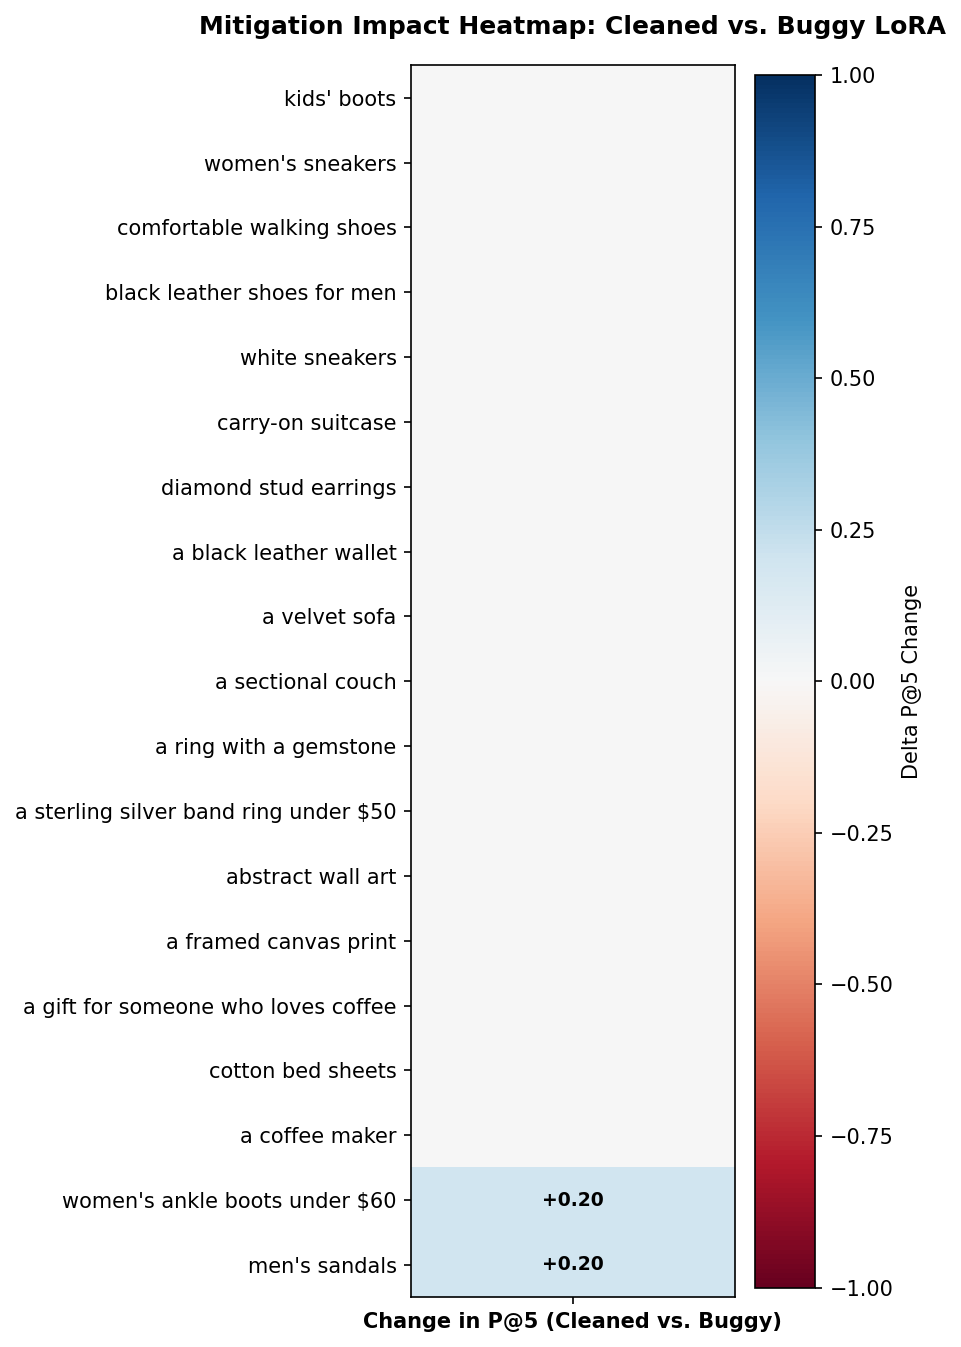 Mitigation Impact Heatmap: Cleaned vs. Buggy LoRA
kids' boots
women's sneakers
comfortable walking shoes
black leather shoes for men
white sneakers
carry-on suitcase
diamond stud earrings
a black leather wallet
a velvet sofa
a sectional couch
a ring with a gemstone
a sterling silver band ring under $50
abstract wall art
a framed canvas print
a gift for someone who loves coffee
cotton bed sheets
a coffee maker
women's ankle boots under $60
men's sandals
+0.20
+0.20
Change in P@5 (Cleaned vs. Buggy)
1.00
0.75
0.50
0.25
0.00
−0.25
−0.50
−0.75
−1.00
Delta P@5 Change